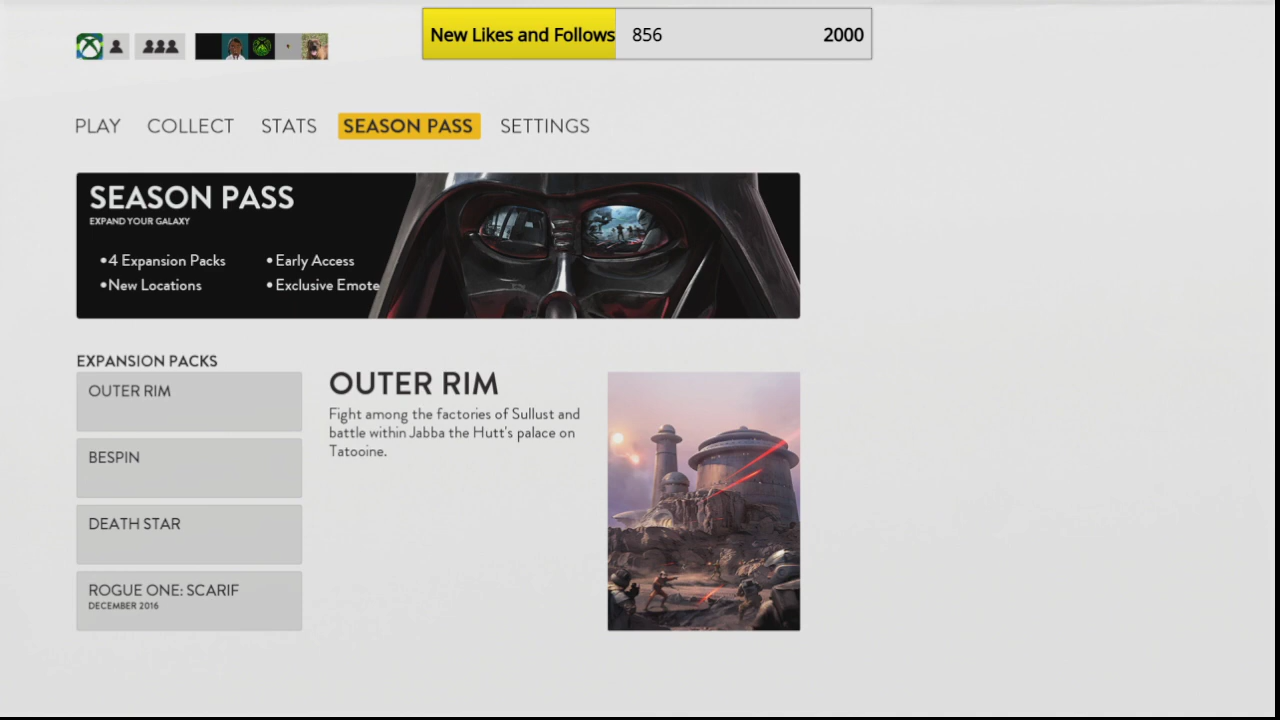 New Likes and Follows 856 2000
PLAY COLLECT STATS SEASON PASS SETTINGS
SEASON PASS
EXPAND YOUR GALAXY
•4 Expansion Packs •Early Access
•New Locations •Exclusive Emote
EXPANSION PACKS
OUTER RIM
BESPIN
DEATH STAR
ROGUE ONE: SCARIF
DECEMBER 2016
OUTER RIM
Fight among the factories of Sullust and
battle within Jabba the Hutt's palace on
Tatooine.